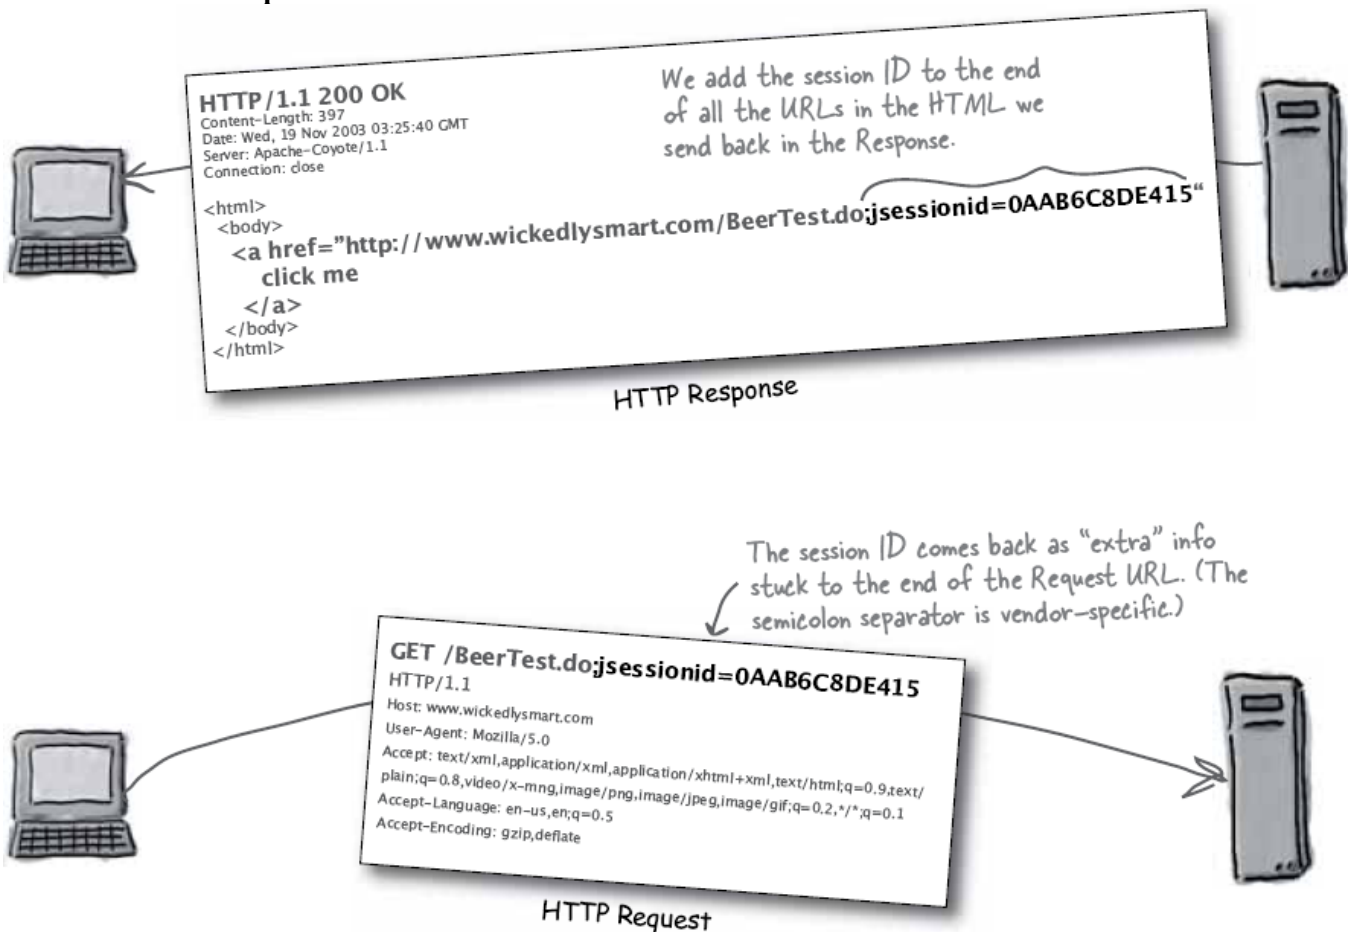 HTTP/1.1 200 OK
Content-Length: 397
Date: Wed, 19 Nov 2003 03:25:40 GMT
Server: Apache-Coyote/1.1
Connection: close
We add the session ID to the end
of all the URLs in the HTML we
send back in the Response.
<html>
<body>
<a href=”http://www.wickedlysmart.com/BeerTest.do;jsessionid=0AAB6C8DE415“
click me
</a>
</body>
</html>
HTTP Response
The session ID comes back as “extra” info
stuck to the end of the Request URL. (The
semicolon separator is vendor-specific.)
GET /BeerTest.do;jsessionid=0AAB6C8DE415
HTTP/1.1
Host: www.wickedlysmart.com
User-Agent: Mozilla/5.0
Accept: text/xml,application/xml,application/xhtml+xml,text/html;q=0.9,text/
plain;q=0.8,video/x-mng,image/png,image/jpeg,image/gif;q=0.2,*/*;q=0.1
Accept-Language: en-us,en;q=0.5
Accept-Encoding: gzip,deflate
HTTP Request